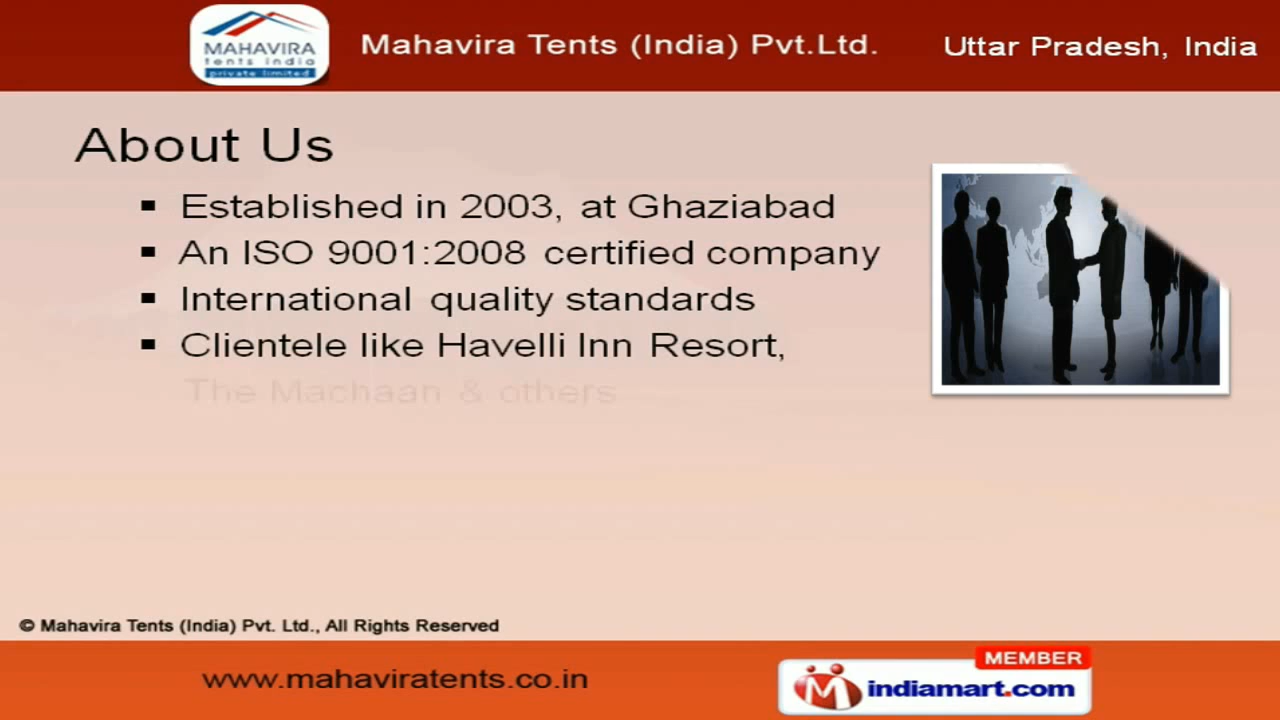 MAHAVIRA
tents india
private limited
Mahavira Tents (India) Pvt.Ltd.
Uttar Pradesh, India
About Us
▪ Established in 2003, at Ghaziabad
▪ An ISO 9001:2008 certified company
▪ International quality standards
▪ Clientele like Havelli Inn Resort,
The Machaan & others
© Mahavira Tents (India) Pvt. Ltd., All Rights Reserved
www.mahaviratents.co.in
MEMBER
indiamart.com